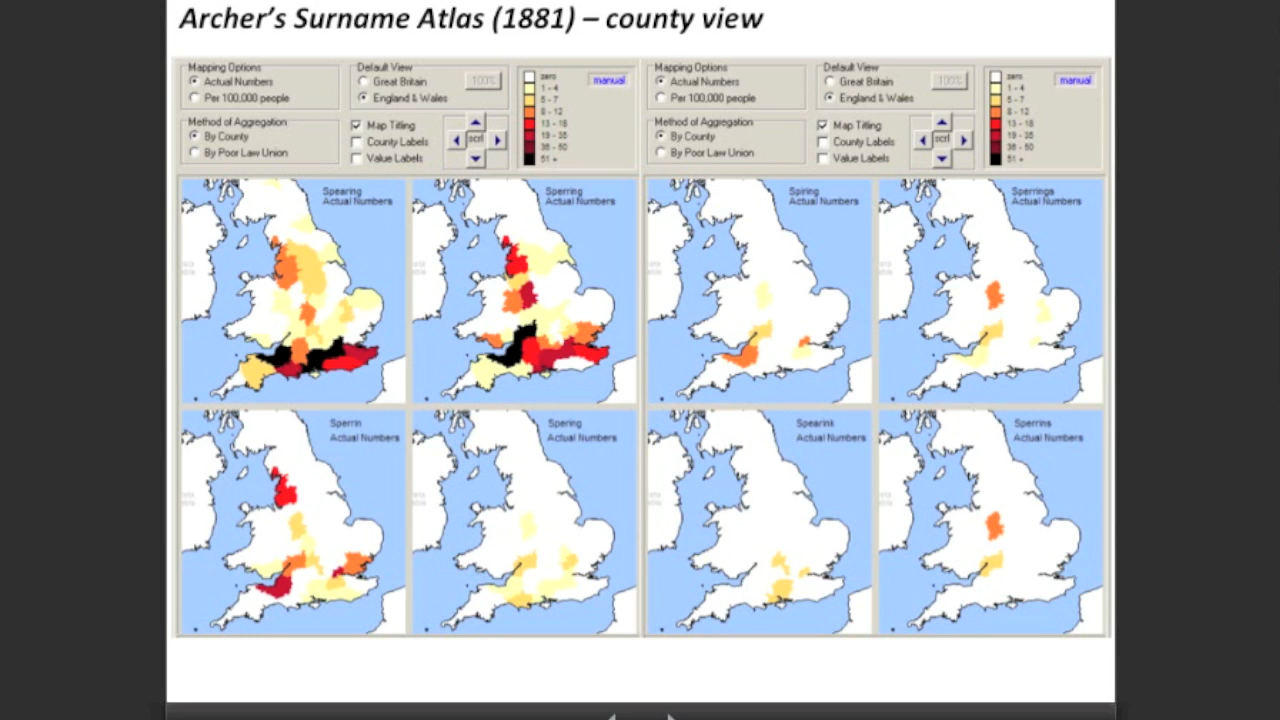 Archer's Surname Atlas (1881) – county view
Mapping Options
Actual Numbers
Per 100,000 people
Default View
Great Britain
100%
England & Wales
Method of Aggregation
By County
By Poor Law Union
Map Titling
County Labels
Value Labels
scrl
zero
1 - 4
5 - 7
8 - 12
13 - 18
19 - 35
36 - 50
51 +
manual
Mapping Options
Actual Numbers
Per 100,000 people
Default View
Great Britain
100%
England & Wales
Method of Aggregation
By County
By Poor Law Union
Map Titling
County Labels
Value Labels
scrl
zero
1 - 4
5 - 7
8 - 12
13 - 18
19 - 35
36 - 50
51 +
manual
Spearing
Actual Numbers
Sperring
Actual Numbers
Spiring
Actual Numbers
Sperrings
Actual Numbers
Sperrin
Actual Numbers
Spering
Actual Numbers
Spearink
Actual Numbers
Sperrins
Actual Numbers